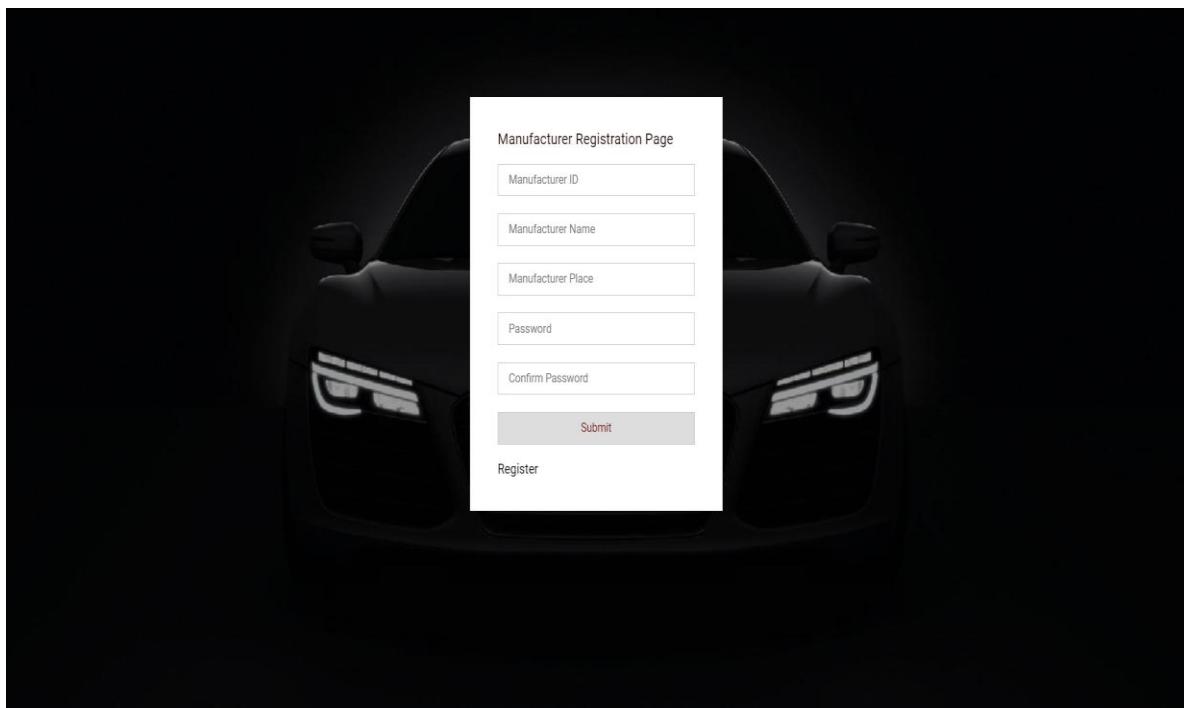 Manufacturer Registration Page
Manufacturer ID
Manufacturer Name
Manufacturer Place
Password
Confirm Password
Submit
Register